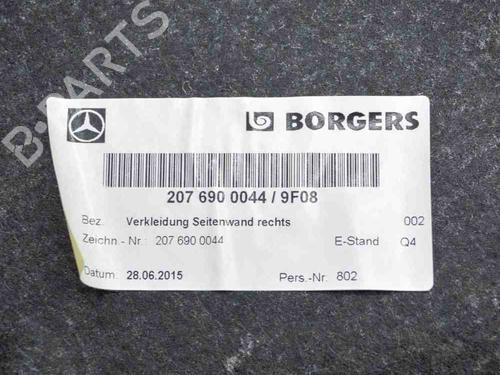 B-PARTS
BORGERS
207 690 0044 / 9F08
Bez. Verkleidung Seitenwand rechts 002
Zeichn.- Nr.: 207 690 0044 E-Stand Q4
Datum: 28.06.2015 Pers.-Nr. 802